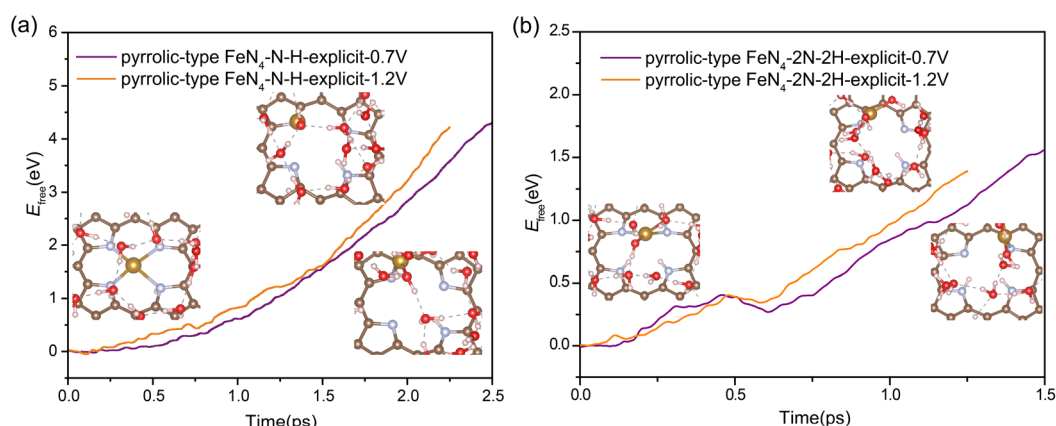 (a)
6
5
4
3
2
1
0
E_free(eV)
pyrrolic-type FeN₄-N-H-explicit-0.7V
pyrrolic-type FeN₄-N-H-explicit-1.2V
0.0 0.5 1.0 1.5 2.0 2.5
Time(ps)
(b)
2.5
2.0
1.5
1.0
0.5
0.0
E_free(eV)
pyrrolic-type FeN₄-2N-2H-explicit-0.7V
pyrrolic-type FeN₄-2N-2H-explicit-1.2V
0.0 0.5 1.0 1.5
Time(ps)